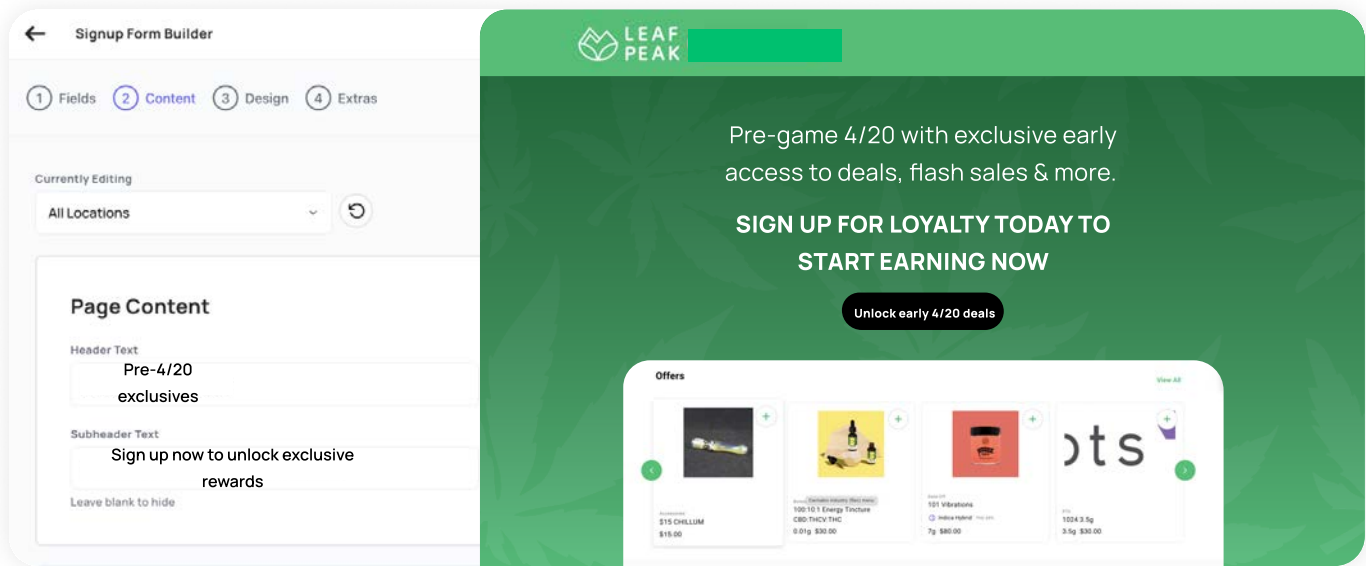 Signup Form Builder
1 Fields 2 Content 3 Design 4 Extras
Currently Editing
All Locations
Page Content
Header Text
Pre-4/20
exclusives
Subheader Text
Sign up now to unlock exclusive
rewards
Leave blank to hide
LEAF
PEAK
Pre-game 4/20 with exclusive early
access to deals, flash sales & more.
SIGN UP FOR LOYALTY TODAY TO
START EARNING NOW
Unlock early 4/20 deals
Offers
View All
Accessories
$15 CHILLUM
$15.00
Cannabis industry (flex) menu
100:10:1 Energy Tincture
CBD:THCV:THC
0.01g $30.00
101 Vibrations
Indica Hybrid
7g $80.00
ots
1024 3.5g
3.5g $30.00